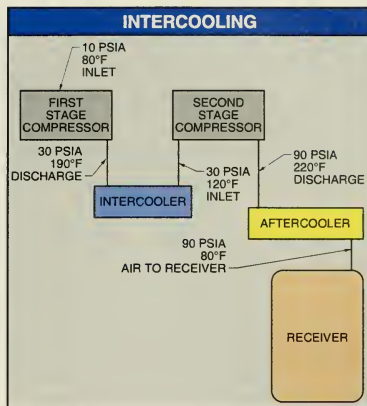 INTERCOOLING
10 PSIA
80°F
INLET
FIRST
STAGE
COMPRESSOR
SECOND
STAGE
COMPRESSOR
30 PSIA
190°F
DISCHARGE
30 PSIA
120°F
INLET
90 PSIA
220°F
DISCHARGE
INTERCOOLER
AFTERCOOLER
90 PSIA
80°F
AIR TO RECEIVER
RECEIVER